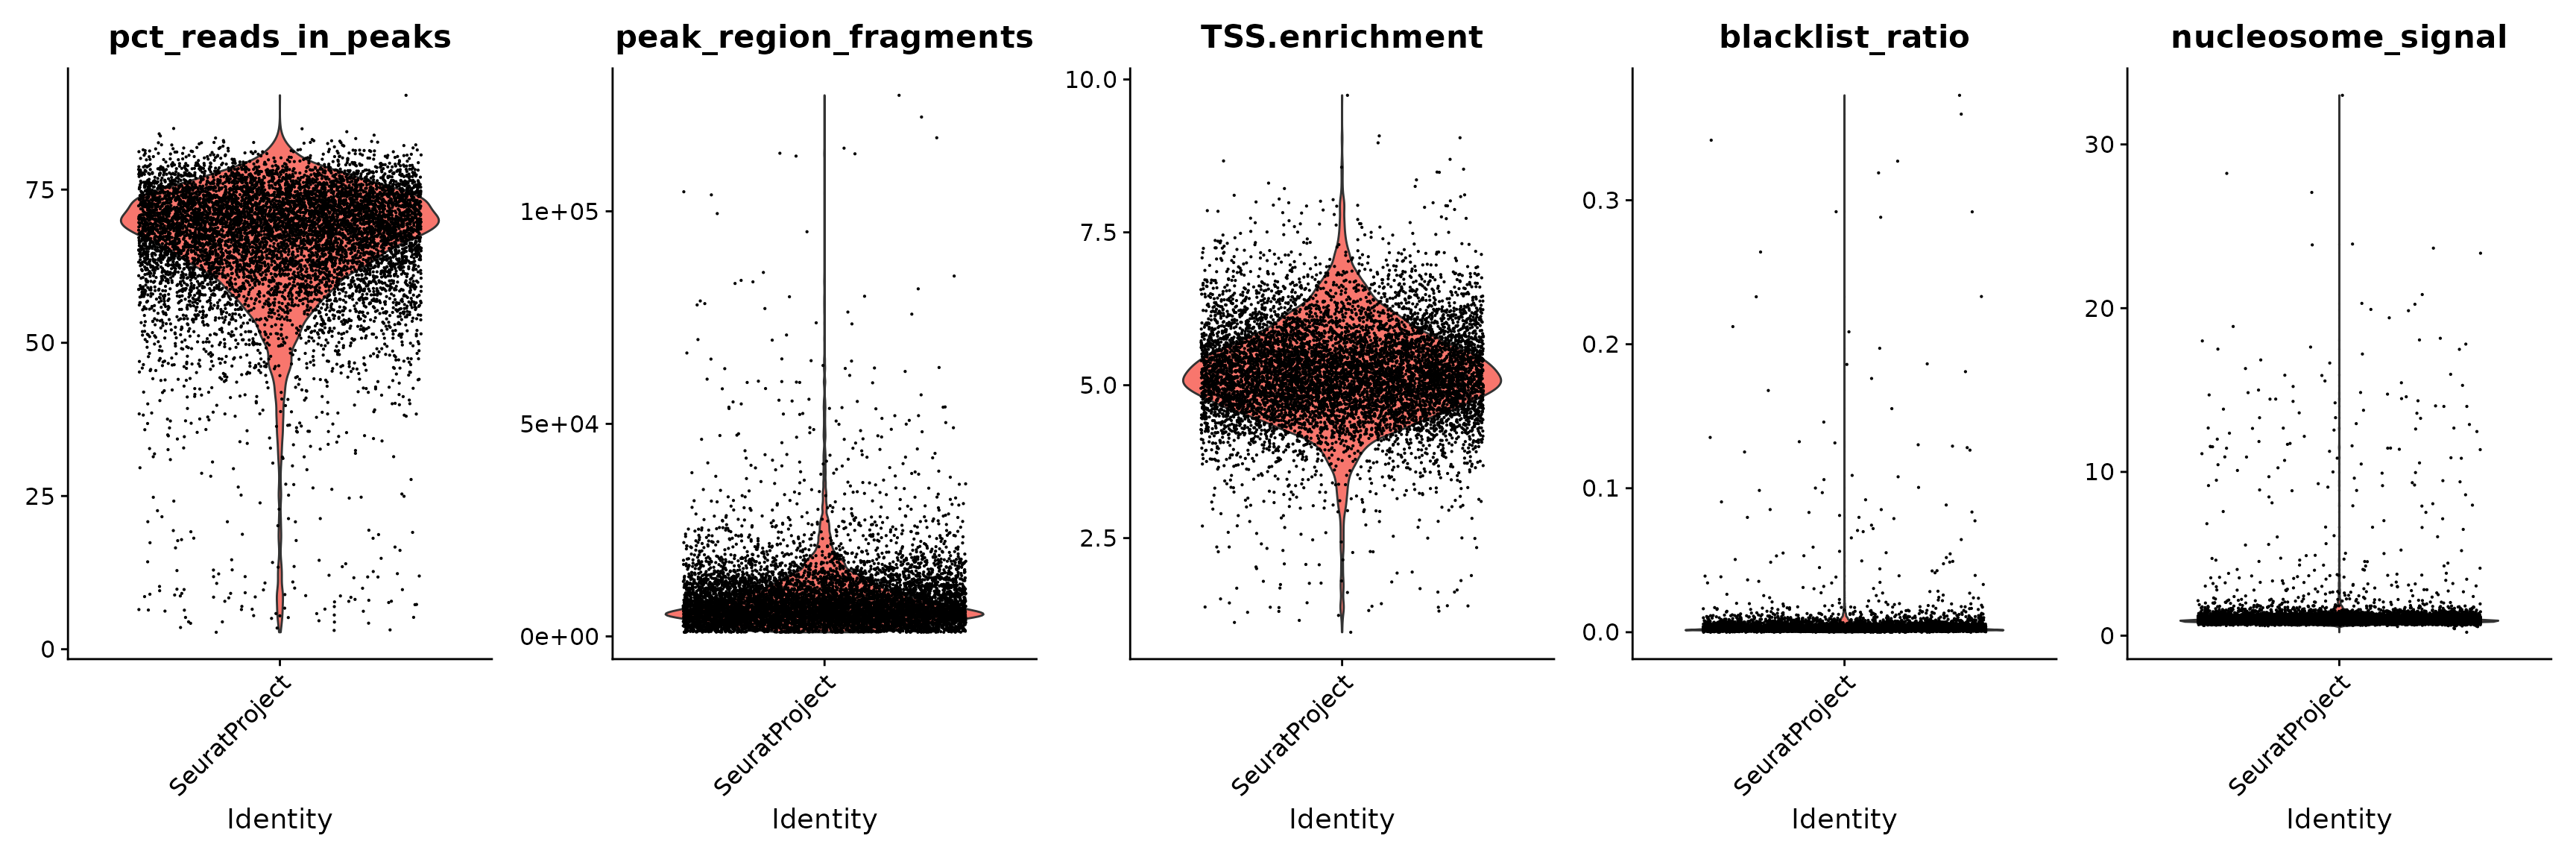 pct_reads_in_peaks
75
50
25
0
SeuratProject
Identity
peak_region_fragments
1e+05
5e+04
0e+00
SeuratProject
Identity
TSS.enrichment
10.0
7.5
5.0
2.5
SeuratProject
Identity
blacklist_ratio
0.3
0.2
0.1
0.0
SeuratProject
Identity
nucleosome_signal
30
20
10
0
SeuratProject
Identity